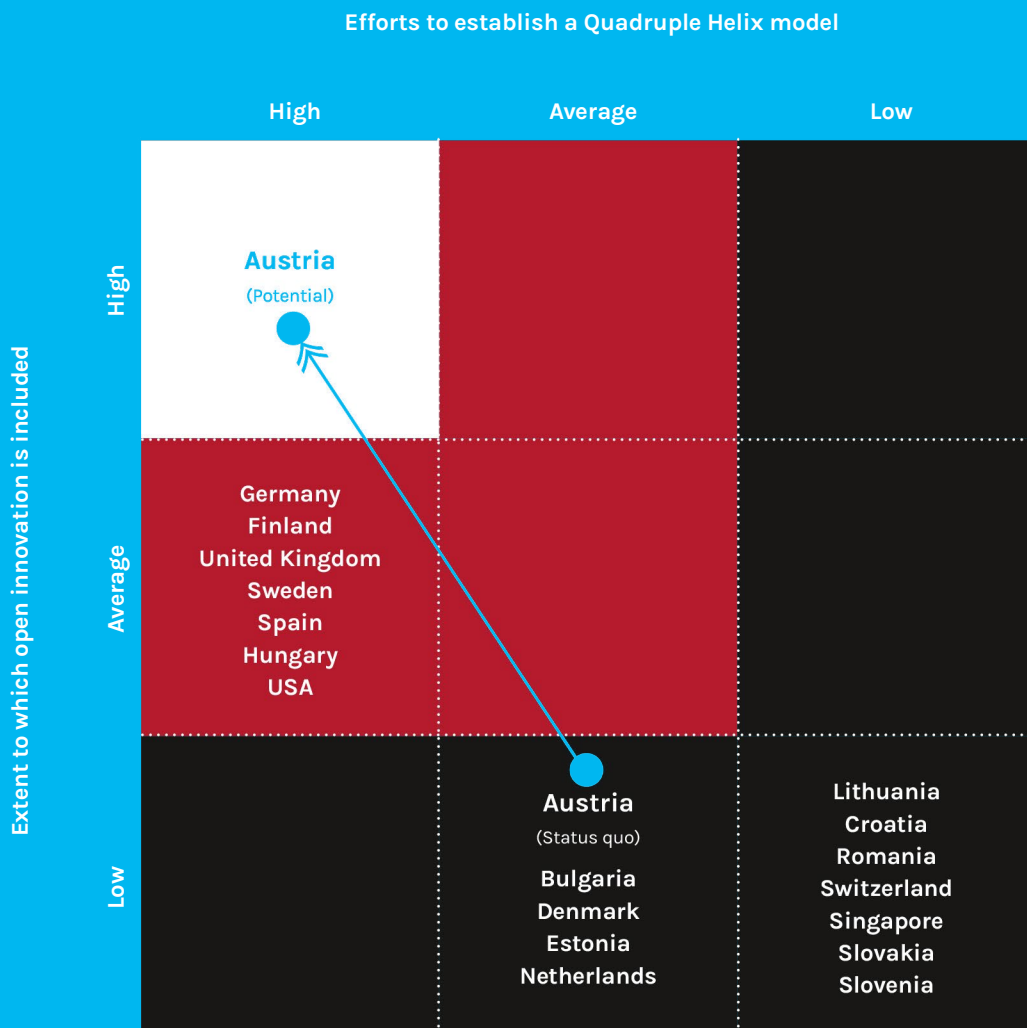 Efforts to establish a Quadruple Helix model
High
Average
Low
Extent to which open innovation is included
High
Austria
(Potential)
Average
Germany
Finland
United Kingdom
Sweden
Spain
Hungary
USA
Low
Austria
(Status quo)
Bulgaria
Denmark
Estonia
Netherlands
Lithuania
Croatia
Romania
Switzerland
Singapore
Slovakia
Slovenia